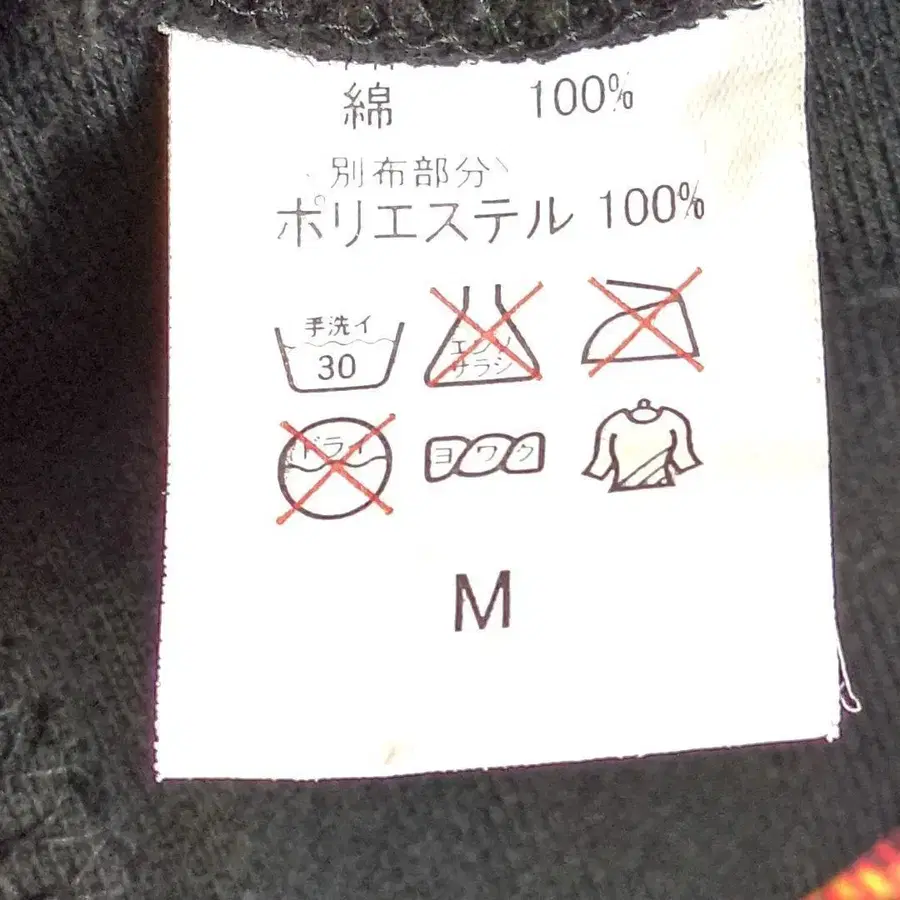 綿 100%
別布部分
ポリエステル 100%
手洗イ
30
エンソ
サラシ
ドライ
ヨワク
M